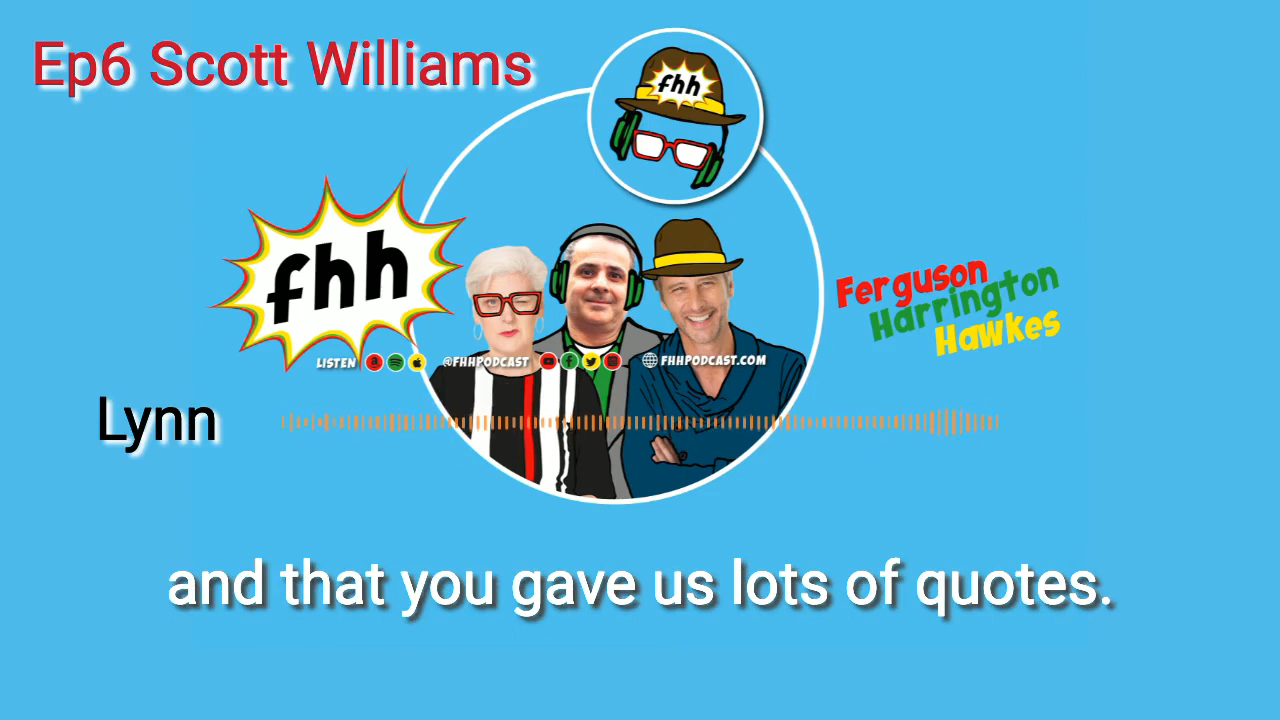 Ep6 Scott Williams
fhh
fhh
Ferguson
Harrington
Hawkes
LISTEN @FHHPODCAST FHHPODCAST.COM
Lynn
and that you gave us lots of quotes.